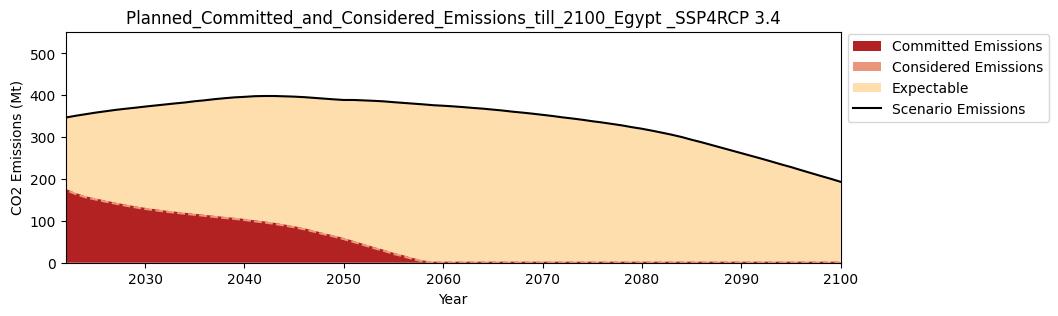 Planned_Committed_and_Considered_Emissions_till_2100_Egypt _SSP4RCP 3.4
CO2 Emissions (Mt)
500
400
300
200
100
0
2030 2040 2050 2060 2070 2080 2090 2100
Year
Committed Emissions
Considered Emissions
Expectable
Scenario Emissions